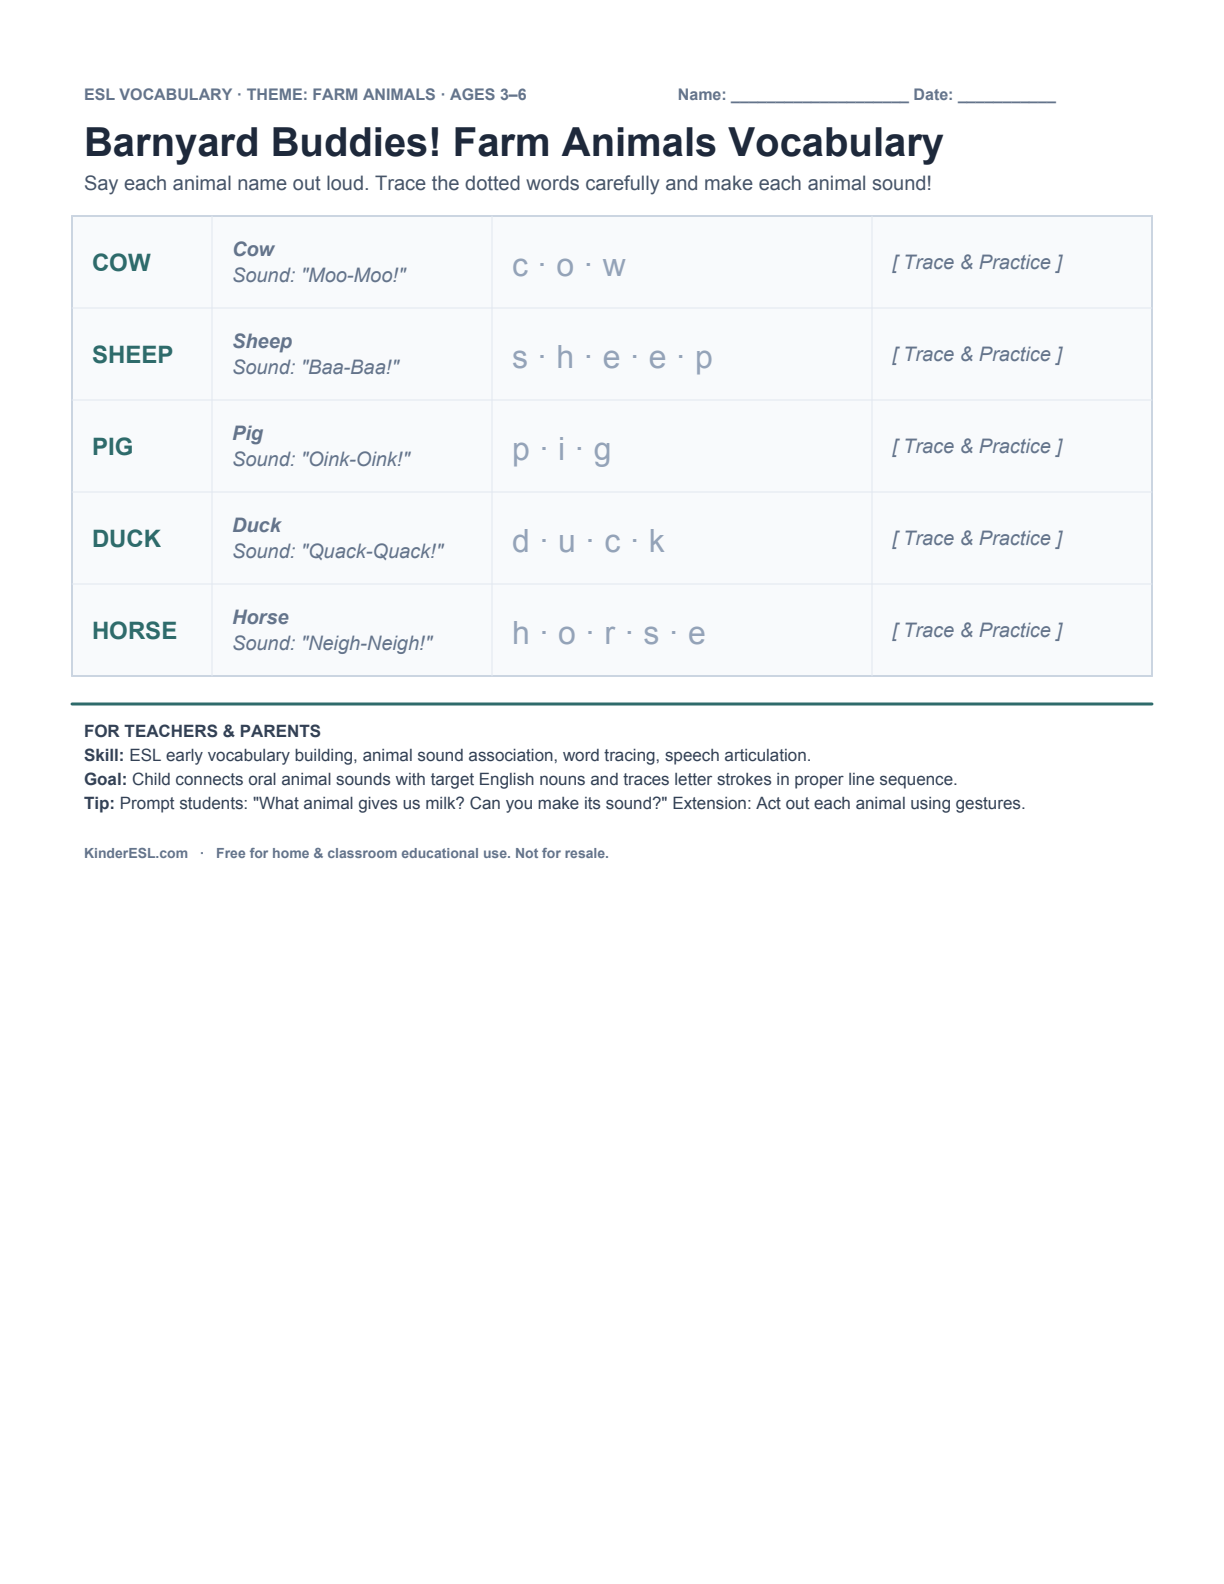 ESL VOCABULARY · THEME: FARM ANIMALS · AGES 3–6 Name: ____________________ Date: ___________
Barnyard Buddies! Farm Animals Vocabulary
Say each animal name out loud. Trace the dotted words carefully and make each animal sound!
COW
Cow
Sound: "Moo-Moo!"
c · o · w
[ Trace & Practice ]
SHEEP
Sheep
Sound: "Baa-Baa!"
s · h · e · e · p
[ Trace & Practice ]
PIG
Pig
Sound: "Oink-Oink!"
p · i · g
[ Trace & Practice ]
DUCK
Duck
Sound: "Quack-Quack!"
d · u · c · k
[ Trace & Practice ]
HORSE
Horse
Sound: "Neigh-Neigh!"
h · o · r · s · e
[ Trace & Practice ]
FOR TEACHERS & PARENTS
Skill: ESL early vocabulary building, animal sound association, word tracing, speech articulation.
Goal: Child connects oral animal sounds with target English nouns and traces letter strokes in proper line sequence.
Tip: Prompt students: "What animal gives us milk? Can you make its sound?" Extension: Act out each animal using gestures.
KinderESL.com · Free for home & classroom educational use. Not for resale.